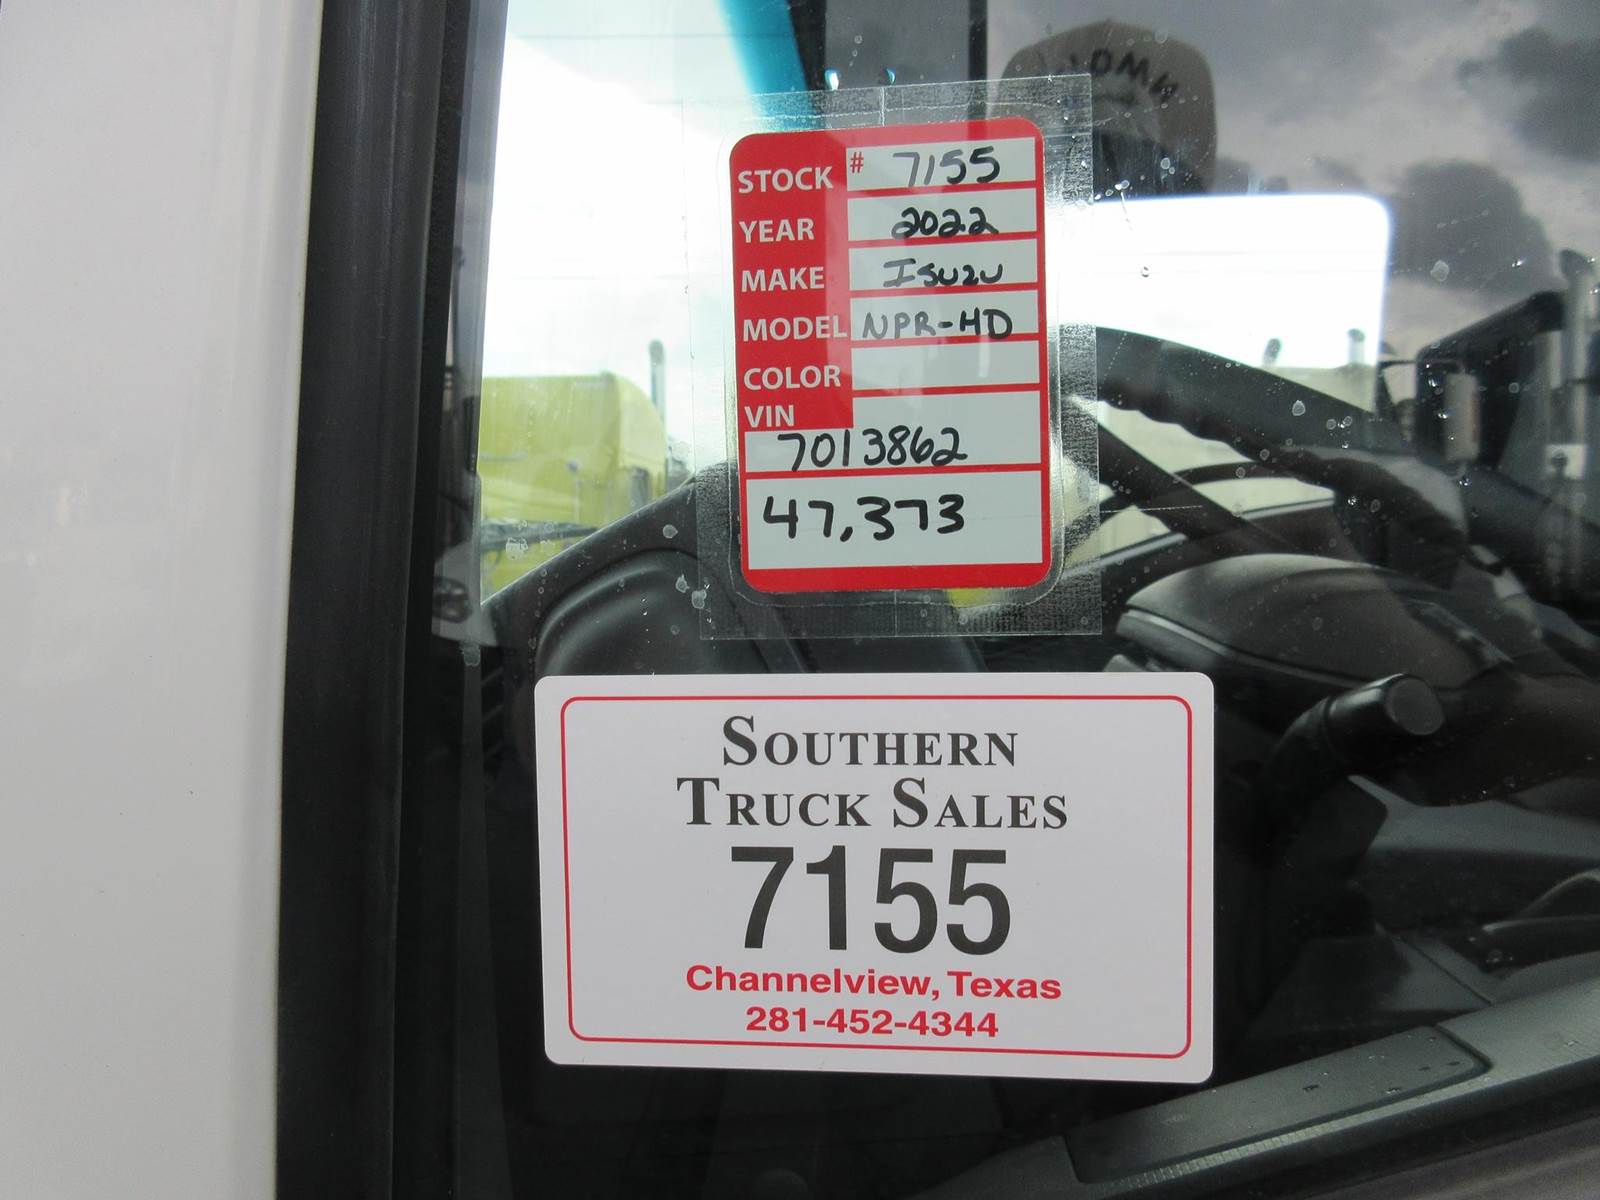 STOCK # 7155
YEAR 2022
MAKE ISUZU
MODEL NPR-HD
COLOR
VIN
7013862
47,373
SOUTHERN
TRUCK SALES
7155
Channelview, Texas
281-452-4344